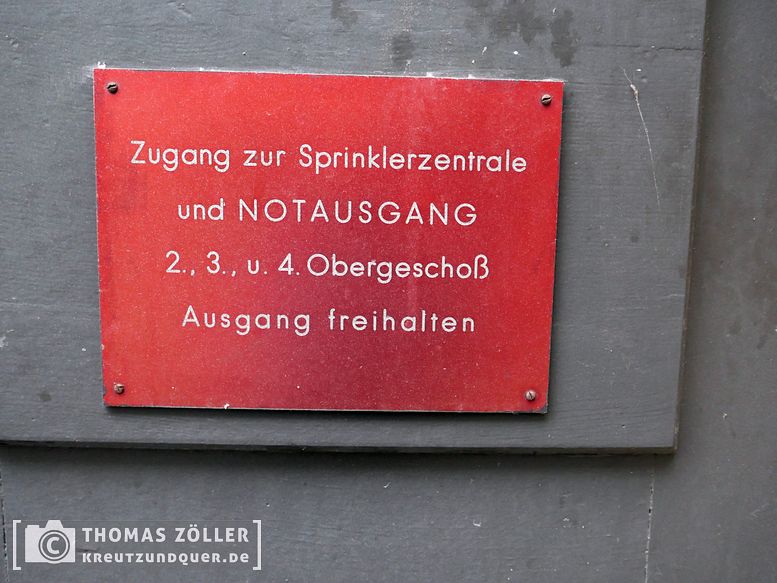 Zugang zur Sprinklerzentrale
und NOTAUSGANG
2., 3., u. 4. Obergeschoß
Ausgang freihalten
© THOMAS ZÖLLER
KREUTZUNDQUER.DE